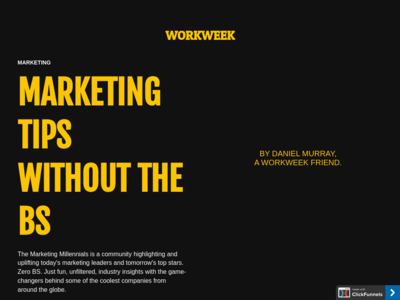 WORKWEEK
MARKETING
MARKETING
TIPS
WITHOUT THE
BS
BY DANIEL MURRAY,
A WORKWEEK FRIEND.
The Marketing Millennials is a community highlighting and
uplifting today's marketing leaders and tomorrow's top stars.
Zero BS. Just fun, unfiltered, industry insights with the game-
changers behind some of the coolest companies from
around the globe.
ClickFunnels